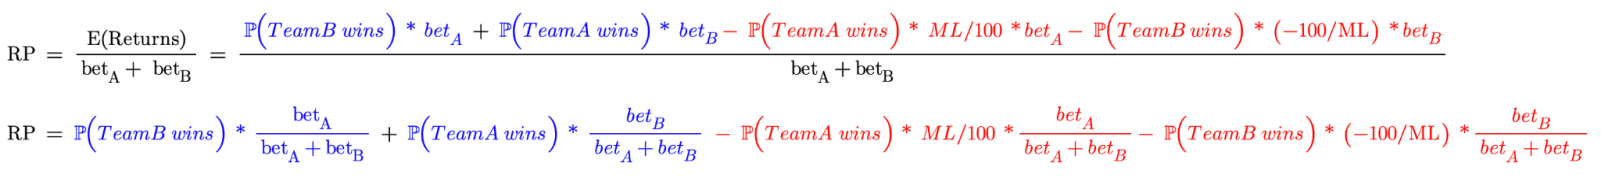 RP = E(Returns) / bet_A + bet_B = ℙ(TeamB wins) * bet_A + ℙ(TeamA wins) * bet_B − ℙ(TeamA wins) * ML/100 * bet_A − ℙ(TeamB wins) * (−100/ML) * bet_B / bet_A + bet_B
RP = ℙ(TeamB wins) * bet_A / bet_A + bet_B + ℙ(TeamA wins) * bet_B / bet_A + bet_B − ℙ(TeamA wins) * ML/100 * bet_A / bet_A + bet_B − ℙ(TeamB wins) * (−100/ML) * bet_B / bet_A + bet_B